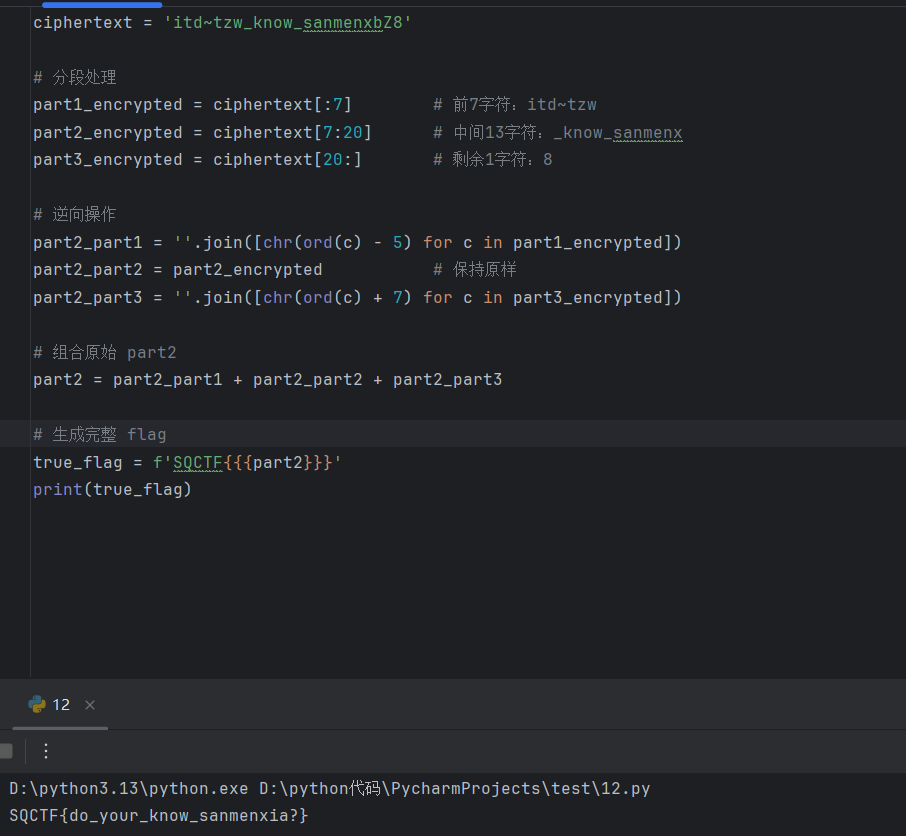 ciphertext = 'itd~tzw_know_sanmenxbZ8'
# 分段处理
part1_encrypted = ciphertext[:7] # 前7字符: itd~tzw
part2_encrypted = ciphertext[7:20] # 中间13字符: _know_sanmenx
part3_encrypted = ciphertext[20:] # 剩余1字符: 8
# 逆向操作
part2_part1 = ''.join([chr(ord(c) - 5) for c in part1_encrypted])
part2_part2 = part2_encrypted # 保持原样
part2_part3 = ''.join([chr(ord(c) + 7) for c in part3_encrypted])
# 组合原始 part2
part2 = part2_part1 + part2_part2 + part2_part3
# 生成完整 flag
true_flag = f'SQCTF{{{part2}}}'
print(true_flag)
12
D:\python3.13\python.exe D:\python代码\PycharmProjects\test\12.py
SQCTF{do_your_know_sanmenxia?}